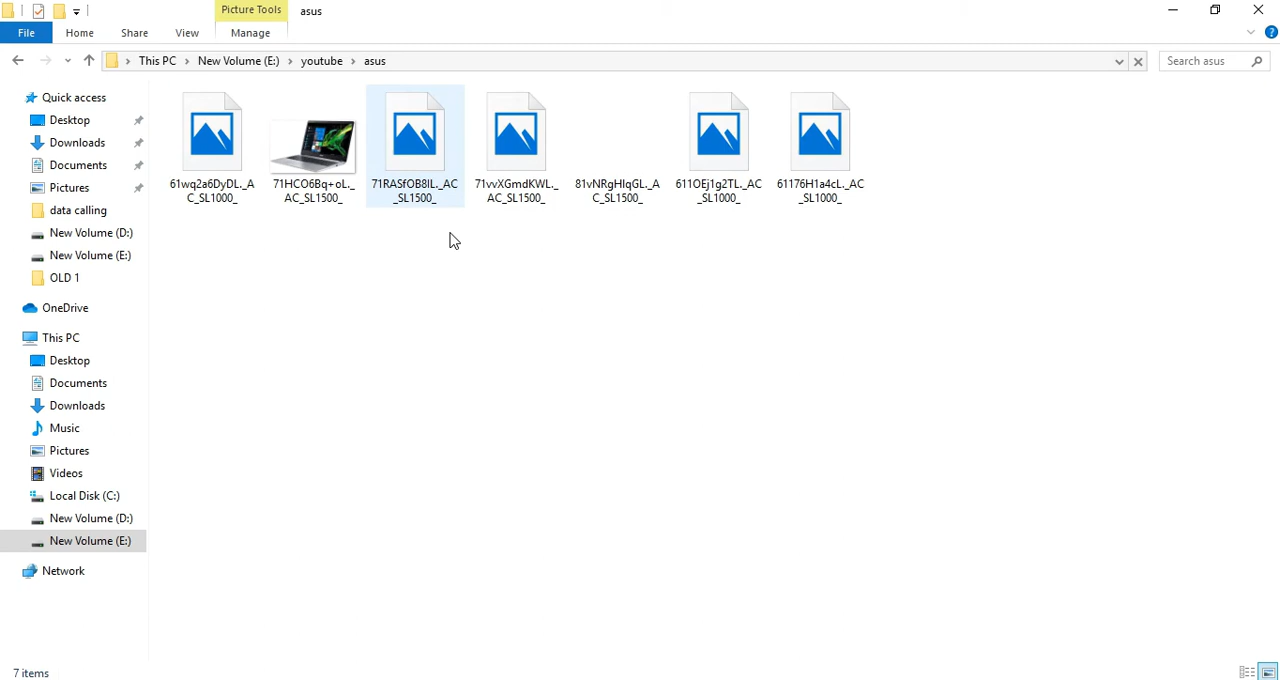 Picture Tools
asus
File
Home
Share
View
Manage
This PC
New Volume (E:)
youtube
asus
Search asus
Quick access
Desktop
Downloads
Documents
Pictures
data calling
New Volume (D:)
New Volume (E:)
OLD 1
OneDrive
This PC
Desktop
Documents
Downloads
Music
Pictures
Videos
Local Disk (C:)
New Volume (D:)
New Volume (E:)
Network
61wq2a6DyDL._A
C_SL1000_
71HCO6Bq+oL._
AC_SL1500_
71RASfOB8lL._AC
_SL1500_
71vvXGmdKWL._
AC_SL1500_
81vNRgHIqGL._A
C_SL1500_
611OEj1g2TL._AC
_SL1000_
61176H1a4cL._AC
_SL1000_
7 items